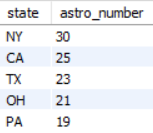 state astro_number
NY 30
CA 25
TX 23
OH 21
PA 19